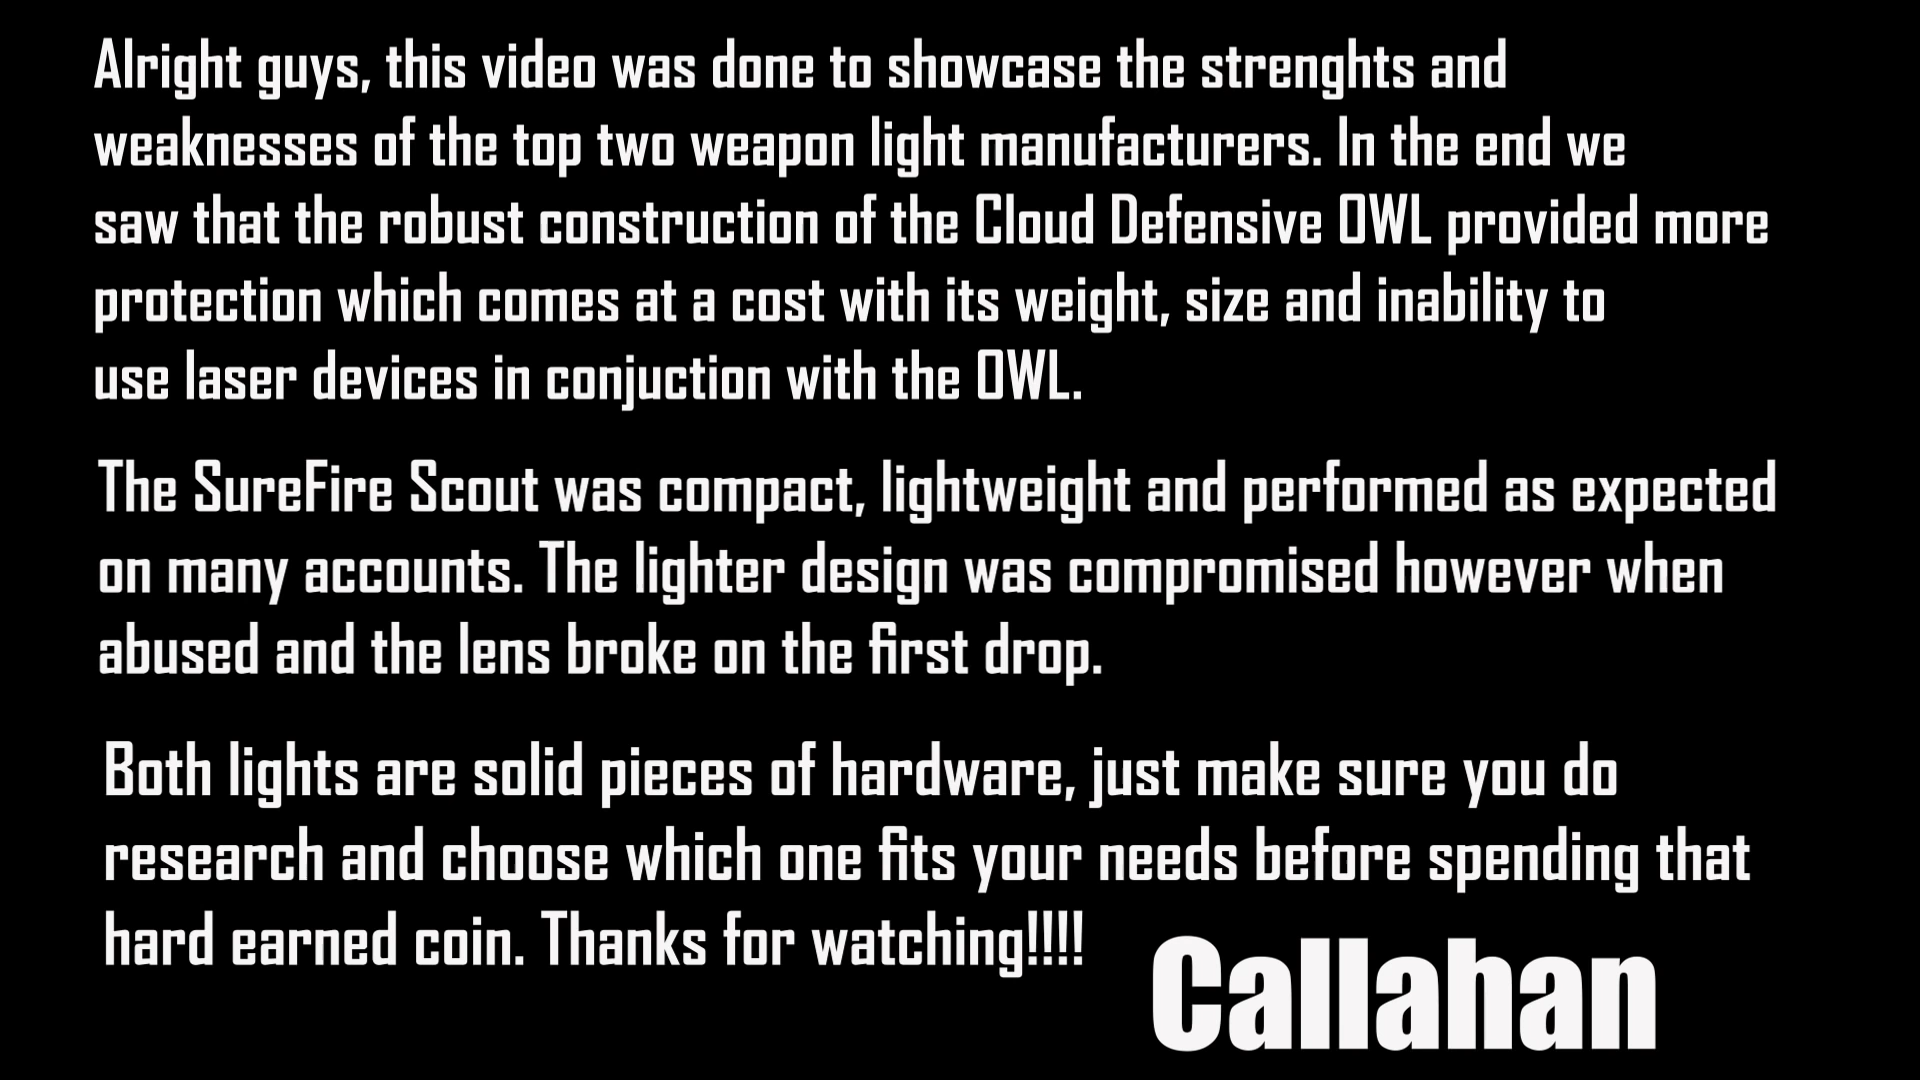 Alright guys, this video was done to showcase the strenghts and
weaknesses of the top two weapon light manufacturers. In the end we
saw that the robust construction of the Cloud Defensive OWL provided more
protection which comes at a cost with its weight, size and inability to
use laser devices in conjuction with the OWL.
The SureFire Scout was compact, lightweight and performed as expected
on many accounts. The lighter design was compromised however when
abused and the lens broke on the first drop.
Both lights are solid pieces of hardware, just make sure you do
research and choose which one fits your needs before spending that
hard earned coin. Thanks for watching!!!!
Callahan